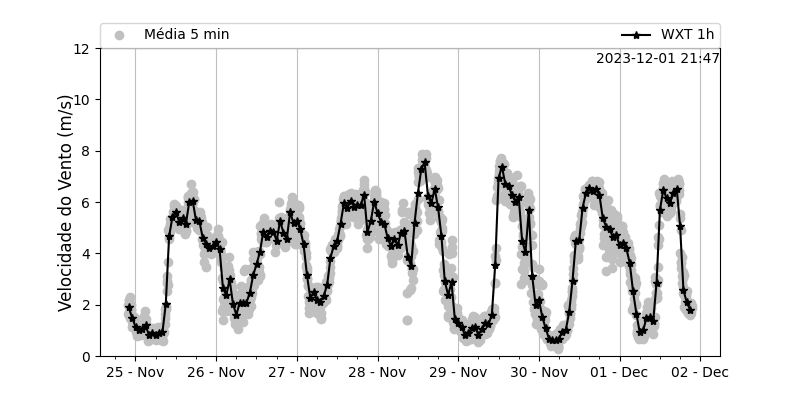 Média 5 min
WXT 1h
2023-12-01 21:47
Velocidade do Vento (m/s)
12
10
8
6
4
2
0
25 - Nov
26 - Nov
27 - Nov
28 - Nov
29 - Nov
30 - Nov
01 - Dec
02 - Dec